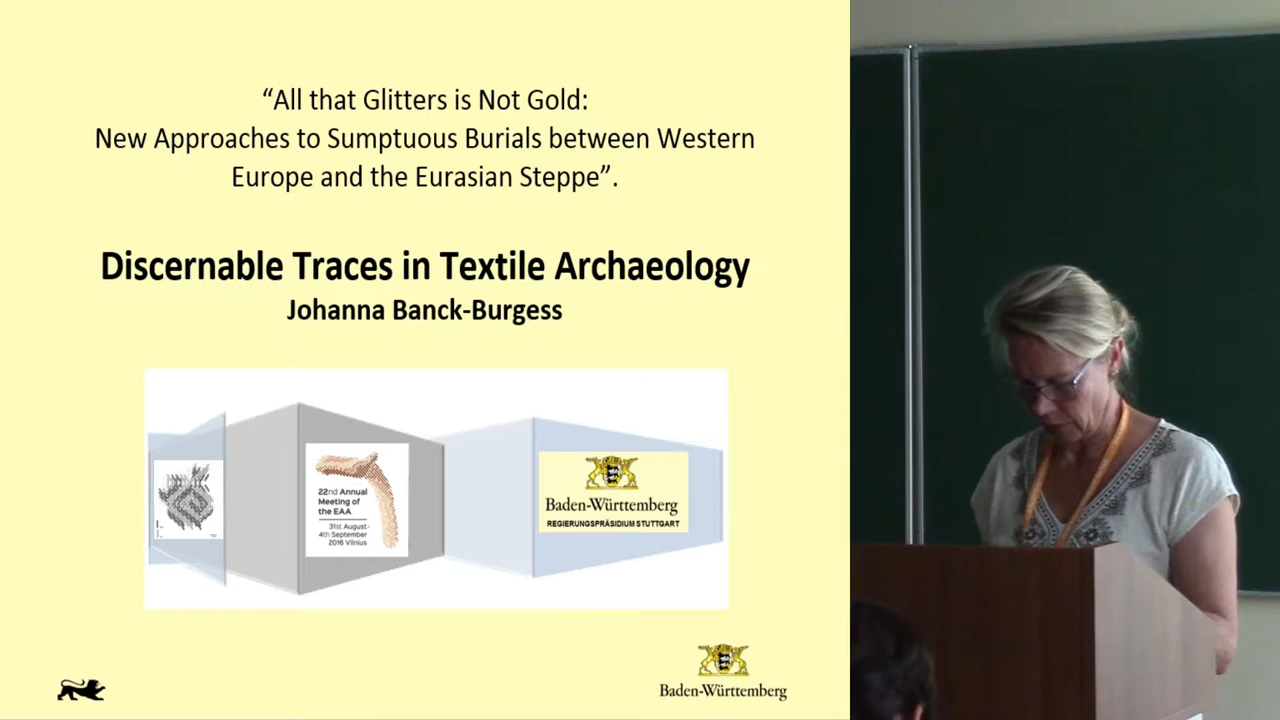 “All that Glitters is Not Gold:
New Approaches to Sumptuous Burials between Western
Europe and the Eurasian Steppe”.
Discernable Traces in Textile Archaeology
Johanna Banck-Burgess
22nd Annual
Meeting of
the EAA
31st August-
4th September
2016 Vilnius
Baden-Württemberg
REGIERUNGSPRÄSIDIUM STUTTGART
Baden-Württemberg